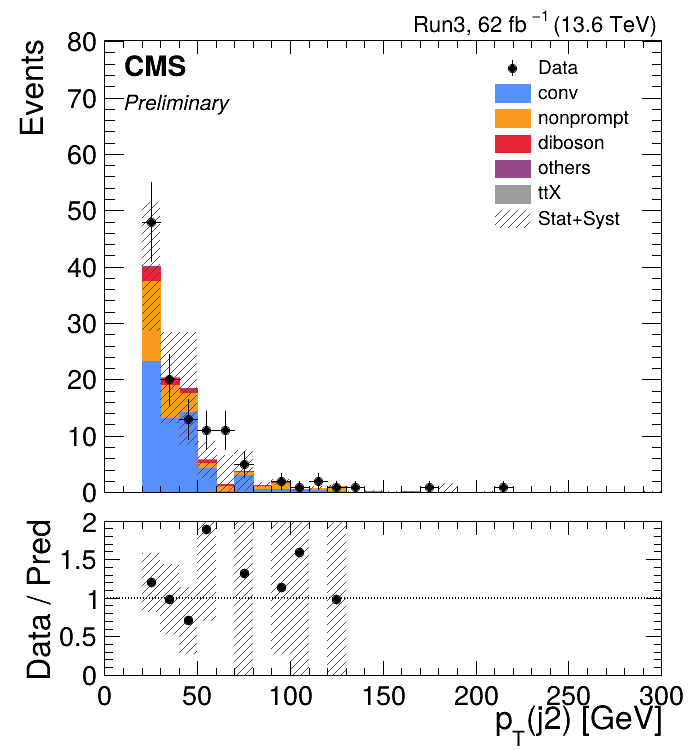 Run3, 62 fb⁻¹ (13.6 TeV)
CMS
Preliminary
Events
80
70
60
50
40
30
20
10
0
Data
conv
nonprompt
diboson
others
ttX
Stat+Syst
Data / Pred
2
1.5
1
0.5
0
0 50 100 150 200 250 300
p_T(j2) [GeV]